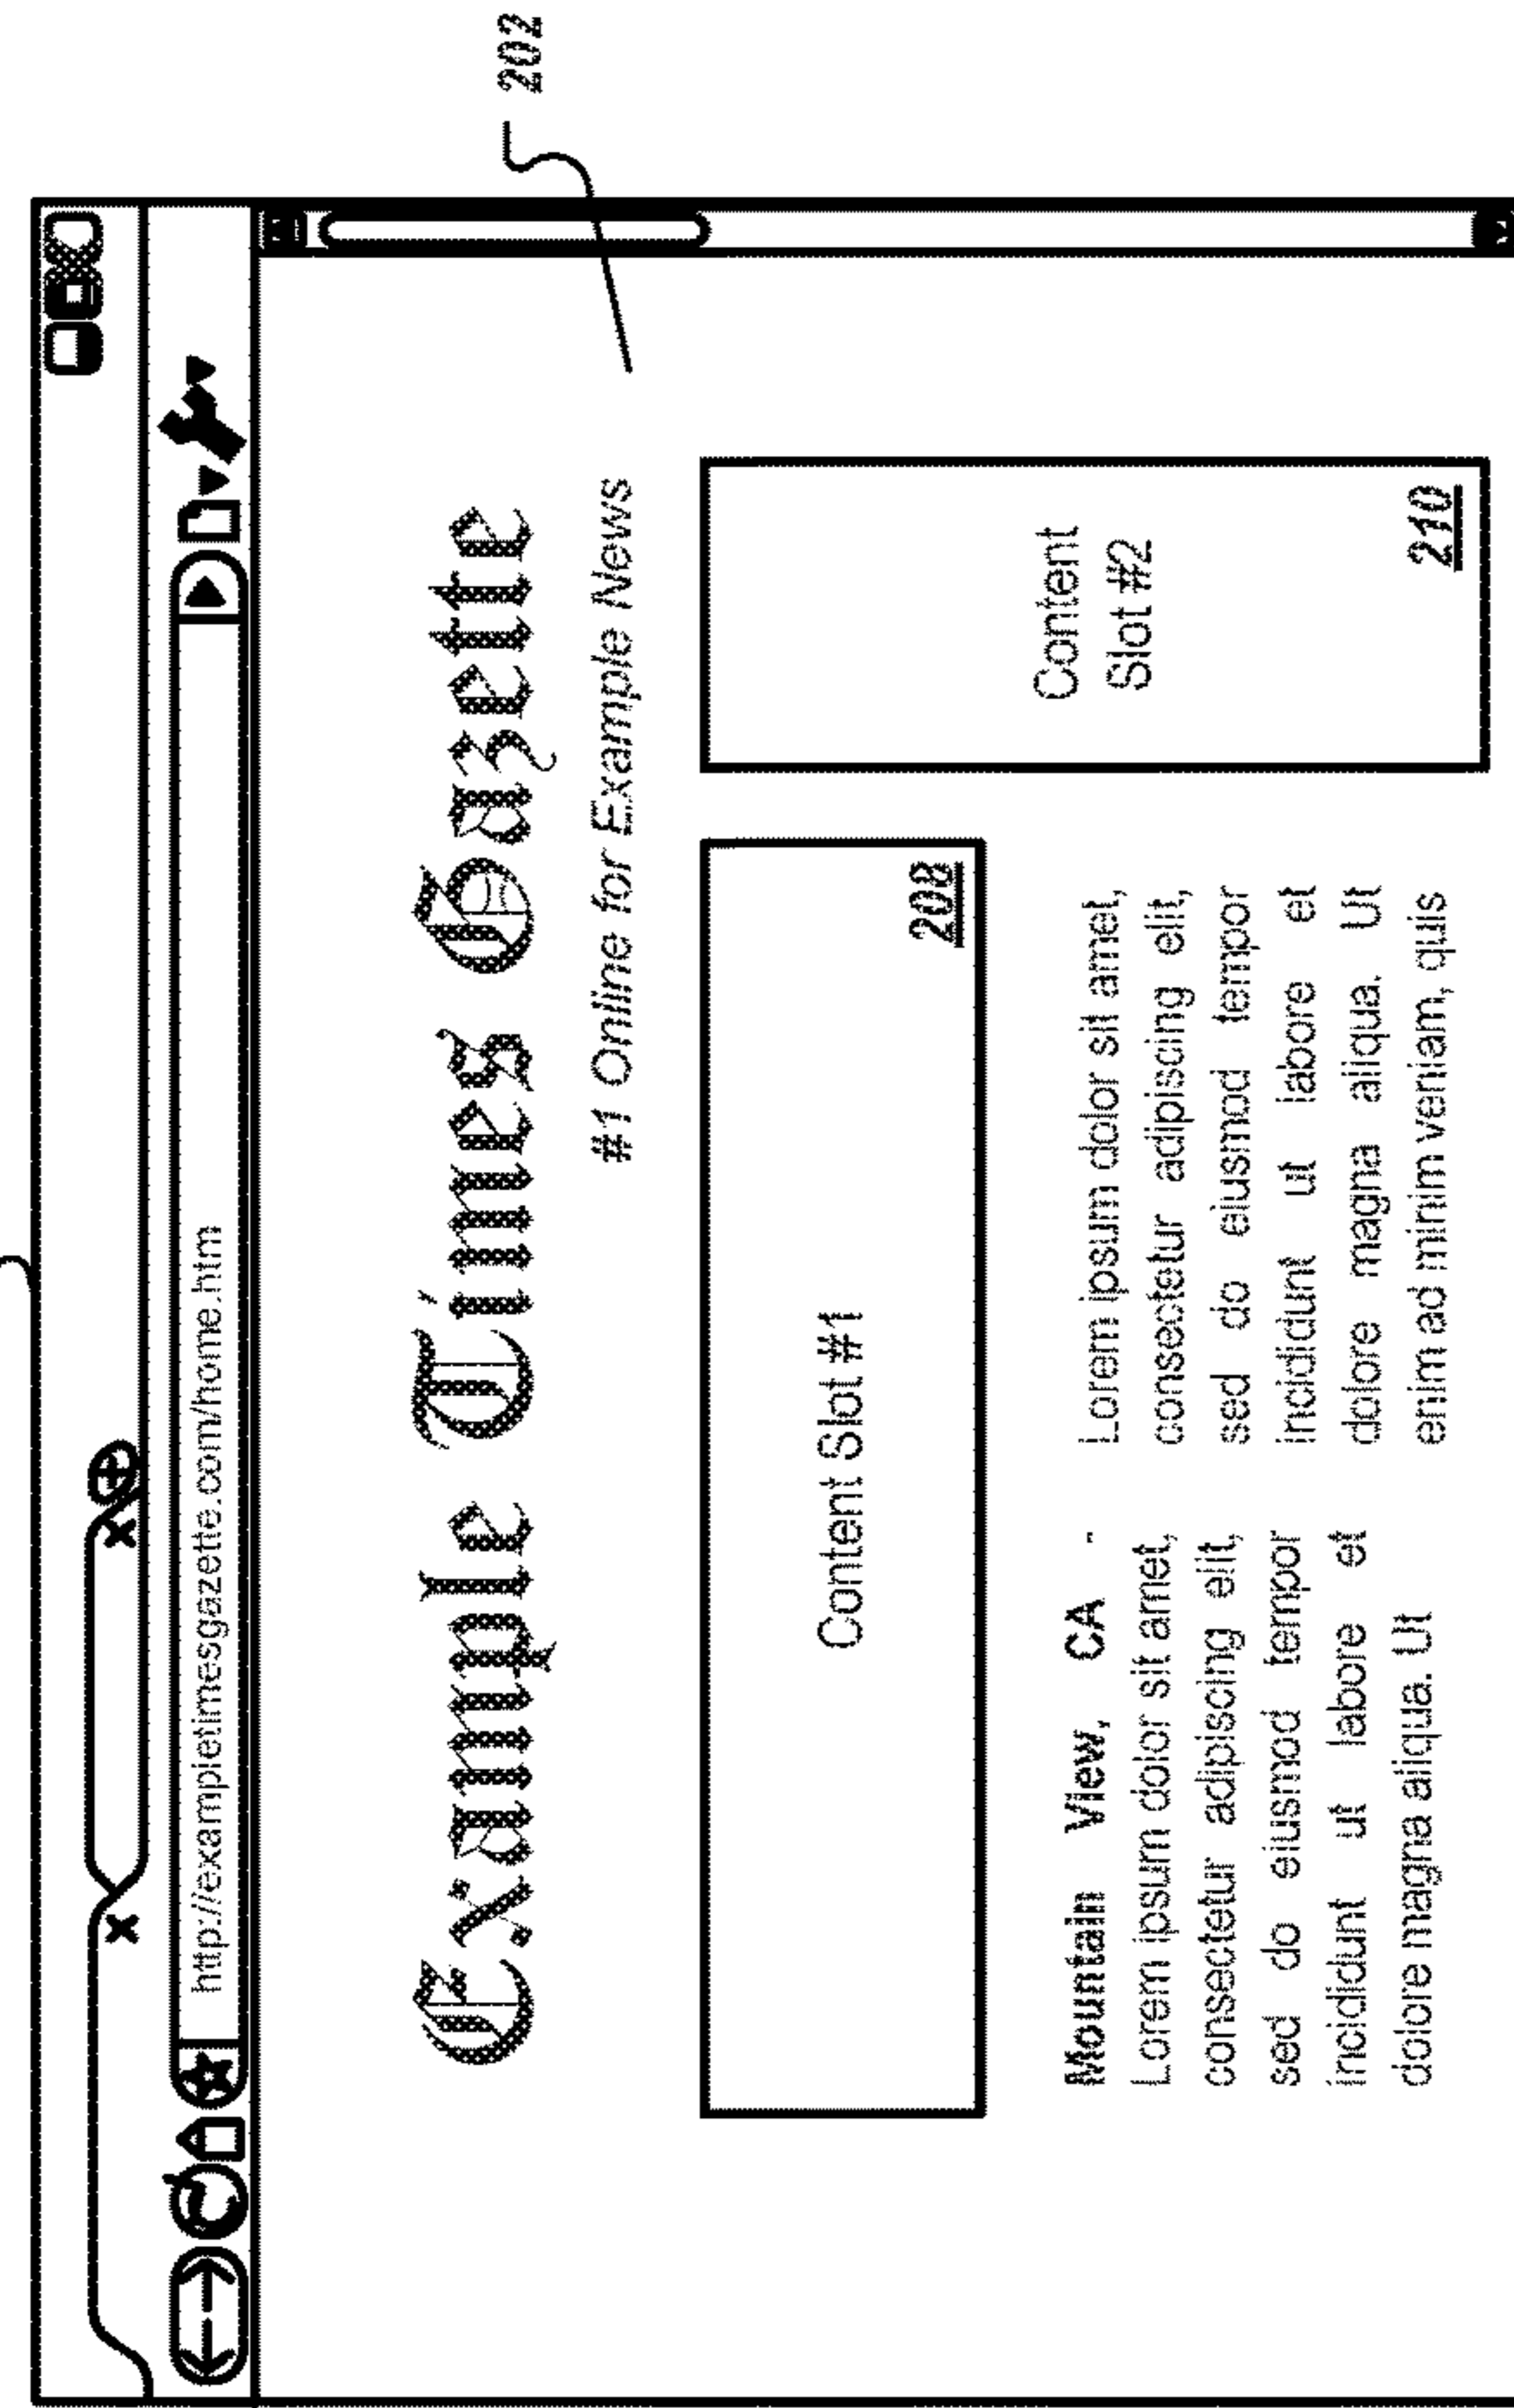 202
http://exampletimesgazette.com/home.htm
Example Times Gazette
#1 Online for Example News
Content Slot #1
208
Content
Slot #2
210
Mountain View, CA -
Lorem ipsum dolor sit amet,
consectetur adipiscing elit,
sed do eiusmod tempor
incididunt ut labore et
dolore magna aliqua. Ut
Lorem ipsum dolor sit amet,
consectetur adipiscing elit,
sed do eiusmod tempor
incididunt ut labore et
dolore magna aliqua. Ut
enim ad minim veniam, quis